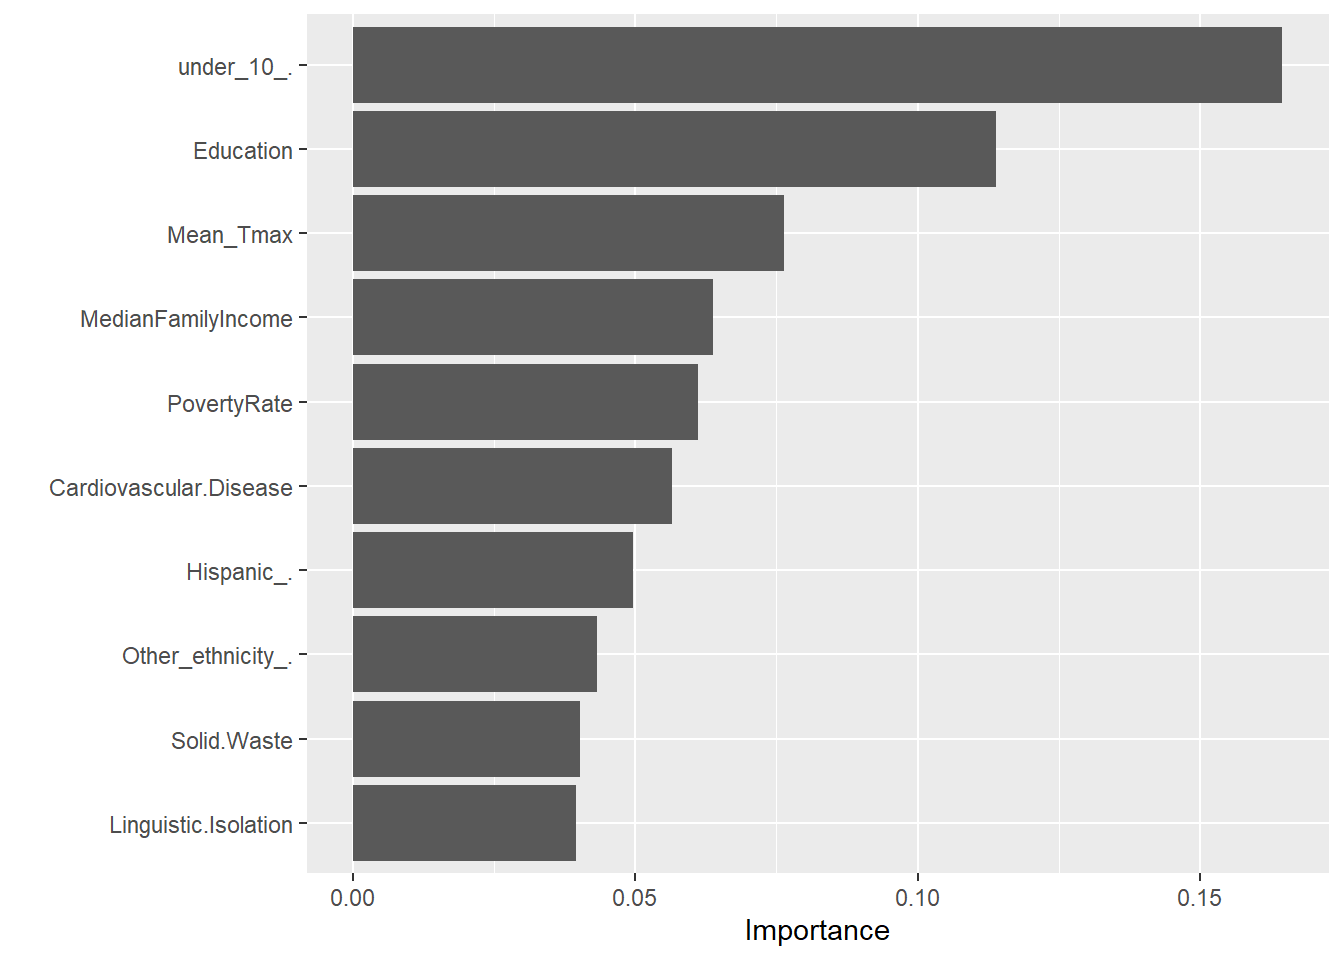 under_10_.
Education
Mean_Tmax
MedianFamilyIncome
PovertyRate
Cardiovascular.Disease
Hispanic_.
Other_ethnicity_.
Solid.Waste
Linguistic.Isolation
0.00 0.05 0.10 0.15
Importance